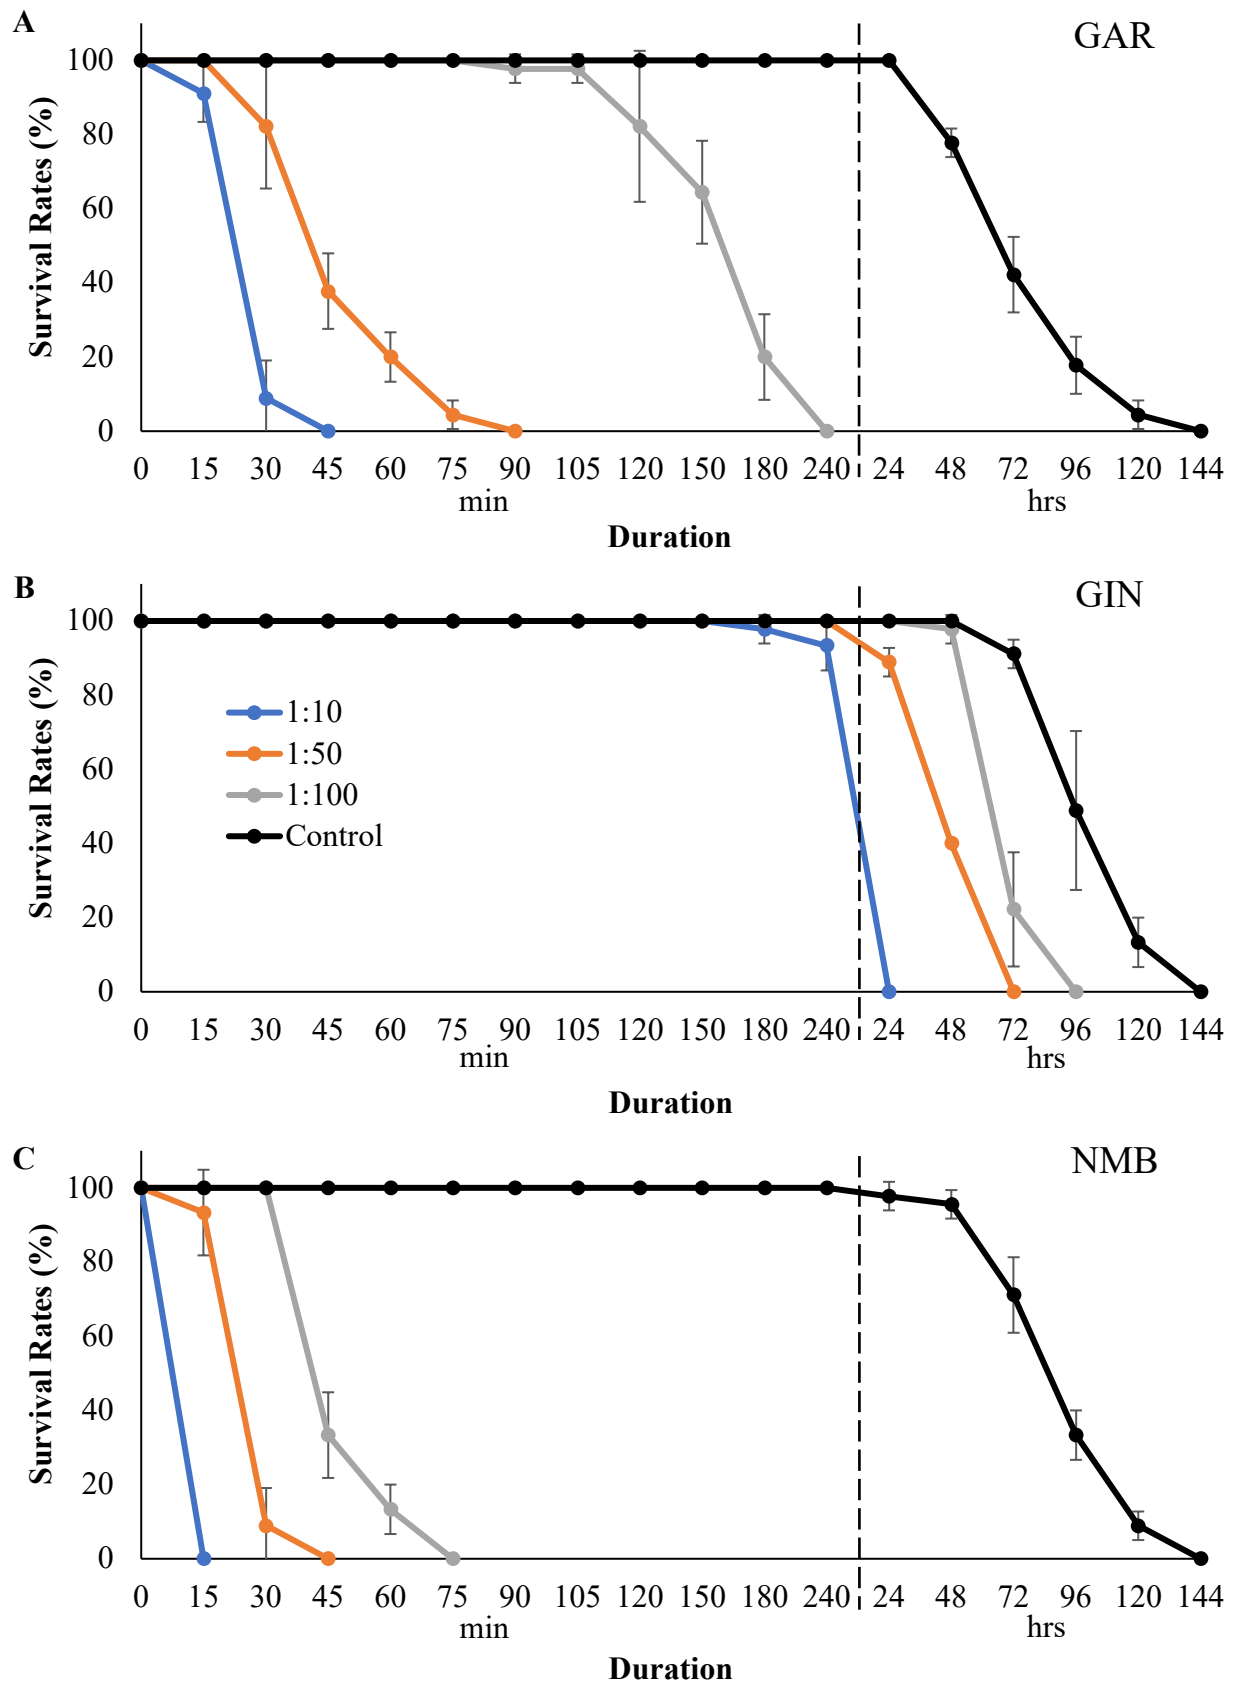 A
GAR
100
80
60
40
20
0
Survival Rates (%)
0 15 30 45 60 75 90 105 120 150 180 240 24 48 72 96 120 144
min hrs
Duration
B
GIN
100
80
60
40
20
0
Survival Rates (%)
1:10
1:50
1:100
Control
0 15 30 45 60 75 90 105 120 150 180 240 24 48 72 96 120 144
min hrs
Duration
C
NMB
100
80
60
40
20
0
Survival Rates (%)
0 15 30 45 60 75 90 105 120 150 180 240 24 48 72 96 120 144
min hrs
Duration